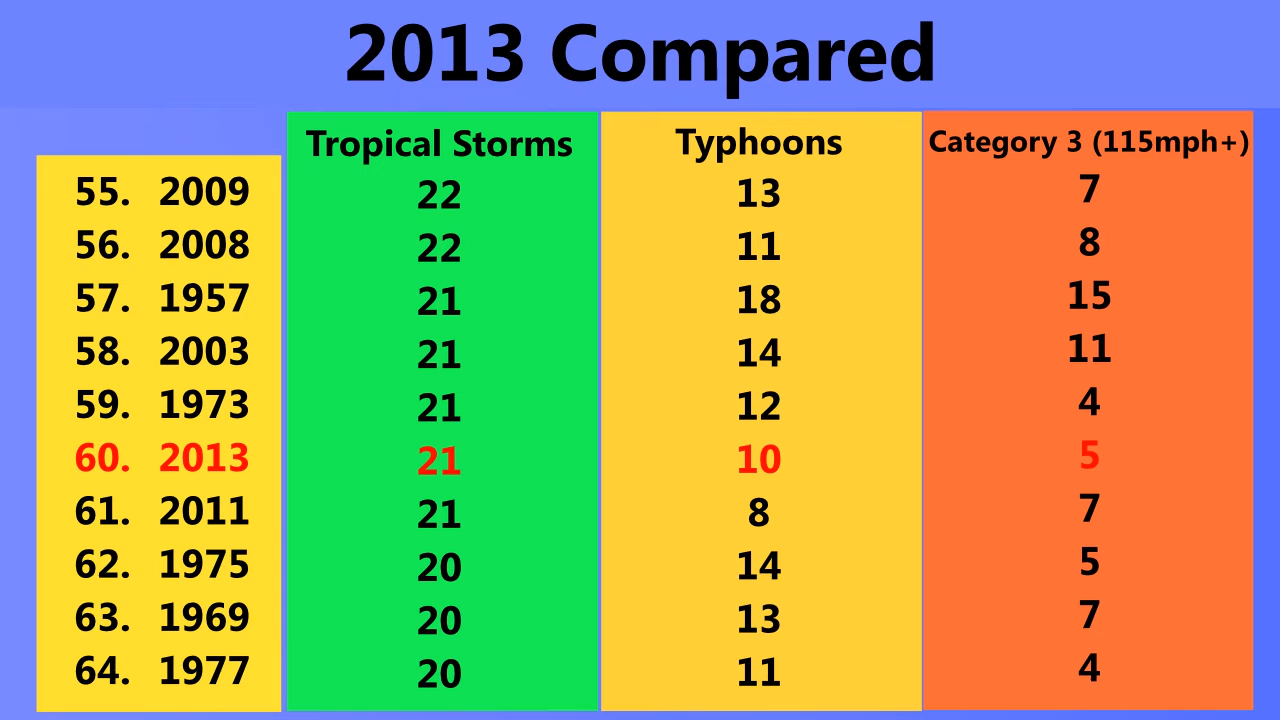 2013 Compared
Tropical Storms Typhoons Category 3 (115mph+)
55. 2009 22 13 7
56. 2008 22 11 8
57. 1957 21 18 15
58. 2003 21 14 11
59. 1973 21 12 4
60. 2013 21 10 5
61. 2011 21 8 7
62. 1975 20 14 5
63. 1969 20 13 7
64. 1977 20 11 4